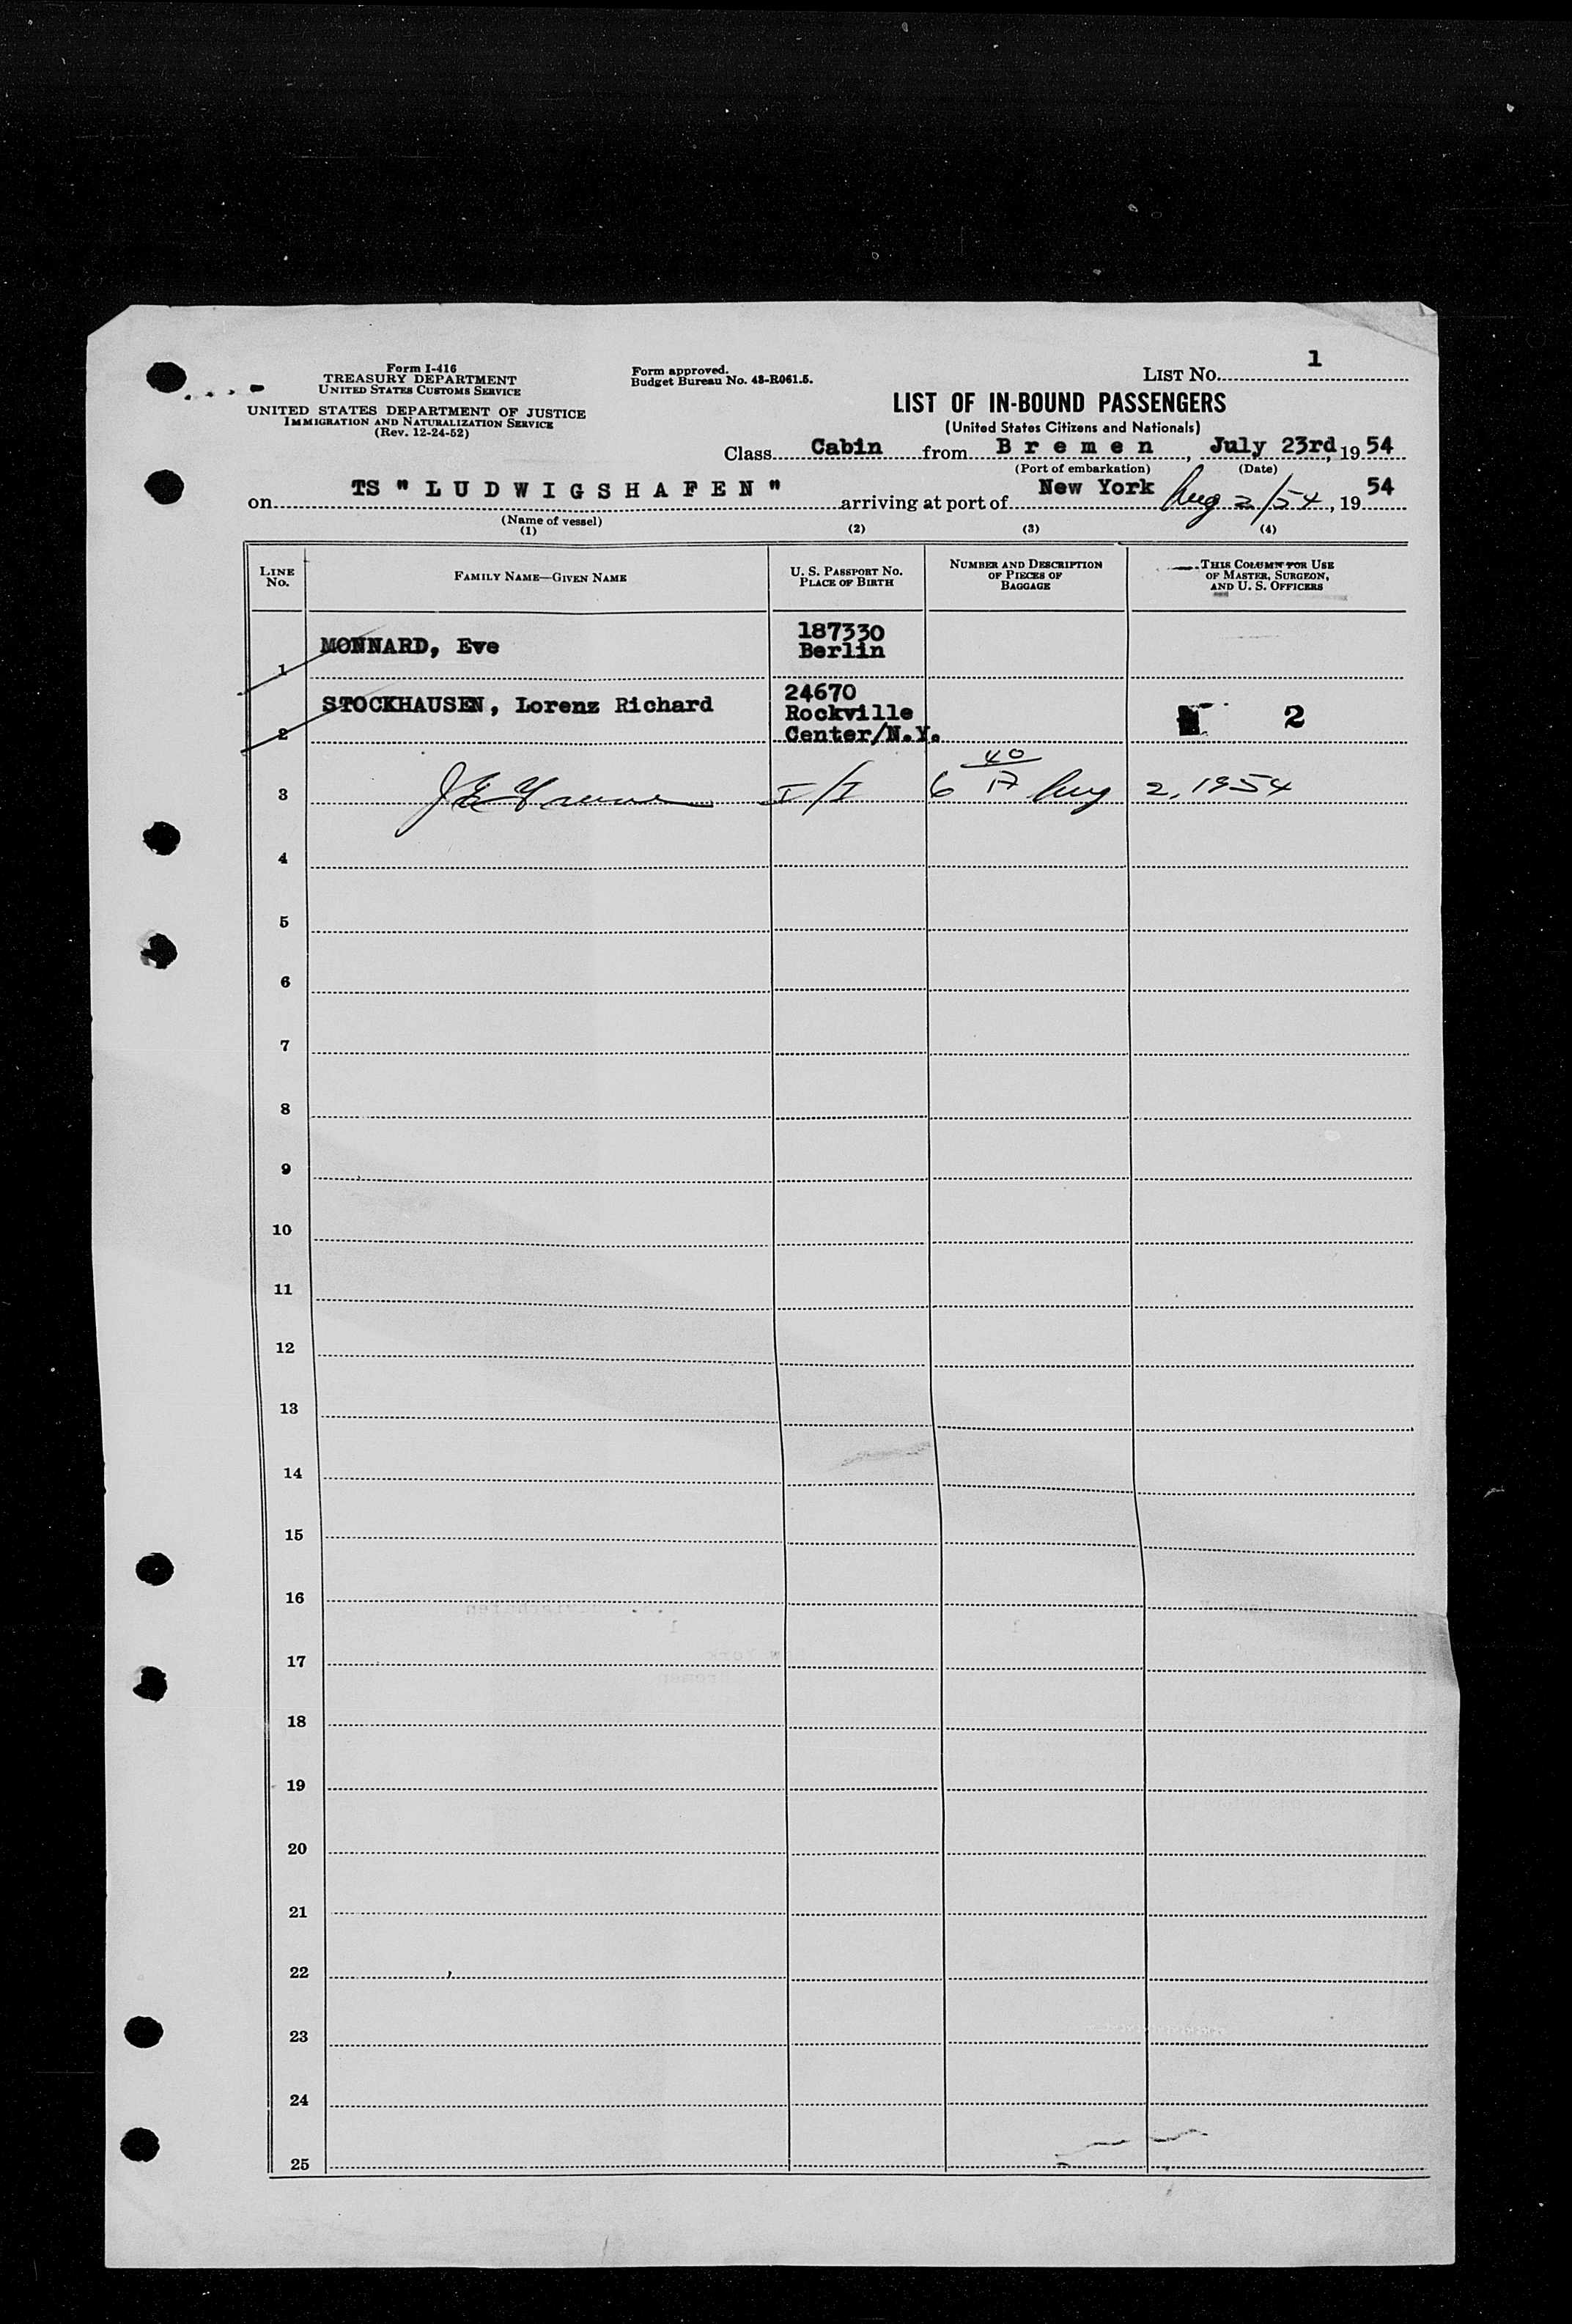 1
Form I-416
TREASURY DEPARTMENT
UNITED STATES CUSTOMS SERVICE
Form approved.
Budget Bureau No. 43-R061.5.
LIST NO.
UNITED STATES DEPARTMENT OF JUSTICE
IMMIGRATION AND NATURALIZATION SERVICE
(Rev. 12-24-52)
LIST OF IN-BOUND PASSENGERS
(United States Citizens and Nationals)
Class Cabin from Bremen, July 23rd, 1954
(Port of embarkation) (Date)
on TS "LUDWIGSHAFEN" arriving at port of New York Aug 2/54, 1954
(Name of vessel)
(1) (2) (3) (4)
LINE NO.
FAMILY NAME—GIVEN NAME
U. S. PASSPORT NO.
PLACE OF BIRTH
NUMBER AND DESCRIPTION
OF PIECES OF
BAGGAGE
THIS COLUMN FOR USE
OF MASTER, SURGEON,
AND U. S. OFFICERS
1 MONNARD, Eve 187330
Berlin
2 STOCKHAUSEN, Lorenz Richard 24670
Rockville
Center/N.Y. 2
3 I/I 6 40 17 Aug 2, 1954
4
5
6
7
8
9
10
11
12
13
14
15
16
17
18
19
20
21
22
23
24
25